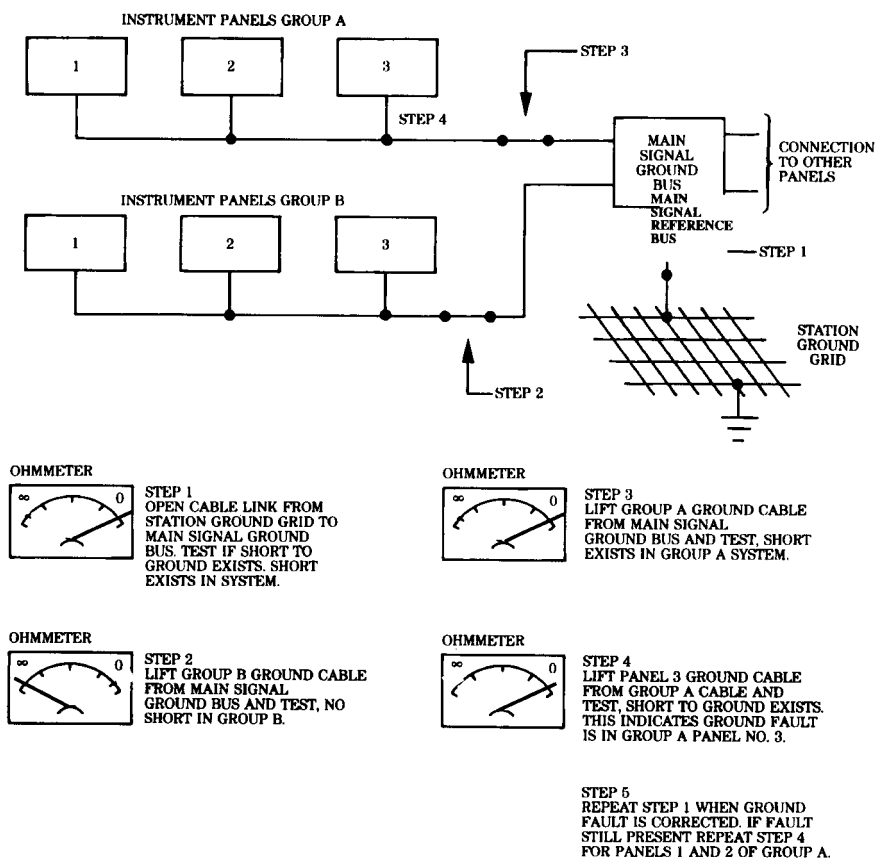 INSTRUMENT PANELS GROUP A
STEP 3
1
2
3
STEP 4
MAIN
SIGNAL
GROUND
BUS
MAIN
SIGNAL
REFERENCE
BUS
CONNECTION
TO OTHER
PANELS
INSTRUMENT PANELS GROUP B
1
2
3
STEP 1
STATION
GROUND
GRID
STEP 2
OHMMETER
∞
0
STEP 1
OPEN CABLE LINK FROM
STATION GROUND GRID TO
MAIN SIGNAL GROUND
BUS. TEST IF SHORT TO
GROUND EXISTS. SHORT
EXISTS IN SYSTEM.
OHMMETER
∞
0
STEP 3
LIFT GROUP A GROUND CABLE
FROM MAIN SIGNAL
GROUND BUS AND TEST, SHORT
EXISTS IN GROUP A SYSTEM.
OHMMETER
∞
0
STEP 2
LIFT GROUP B GROUND CABLE
FROM MAIN SIGNAL
GROUND BUS AND TEST, NO
SHORT IN GROUP B.
OHMMETER
∞
0
STEP 4
LIFT PANEL 3 GROUND CABLE
FROM GROUP A CABLE AND
TEST, SHORT TO GROUND EXISTS.
THIS INDICATES GROUND FAULT
IS IN GROUP A PANEL NO. 3.
STEP 5
REPEAT STEP 1 WHEN GROUND
FAULT IS CORRECTED. IF FAULT
STILL PRESENT REPEAT STEP 4
FOR PANELS 1 AND 2 OF GROUP A.